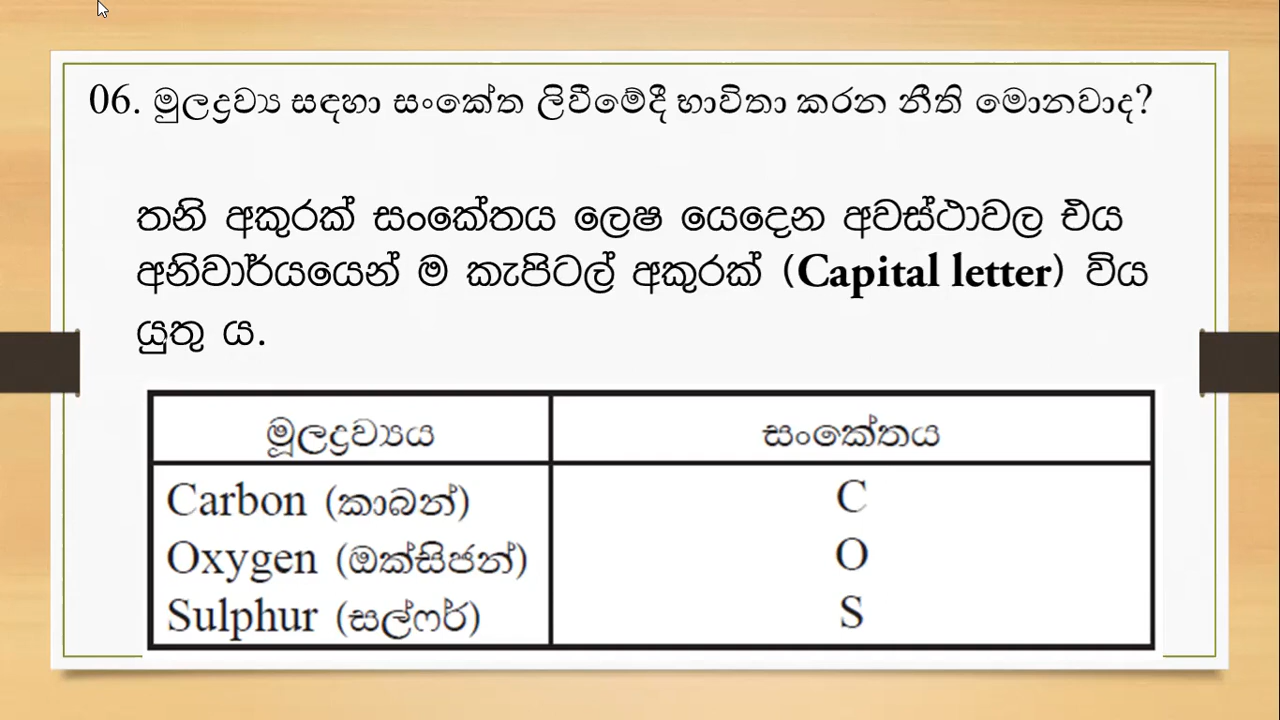 06. මුලද්‍රව්‍ය සඳහා සංකේත ලිවීමේදී භාවිතා කරන නීති මොනවාද?
තනි අකුරක් සංකේතය ලෙෂ යෙදෙන අවස්ථාවල එය
අනිවාර්යයෙන් ම කැපිටල් අකුරක් (Capital letter) විය
යුතු ය.
මූලද්‍රව්‍යය සංකේතය
Carbon (කාබන්) C
Oxygen (ඔක්සිජන්) O
Sulphur (සල්ෆර්) S